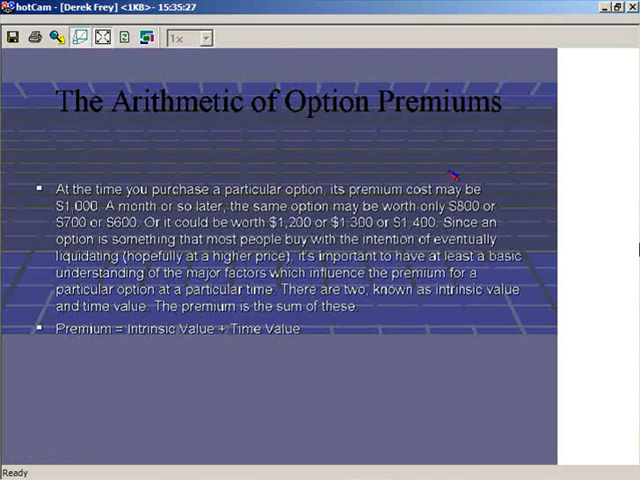 hotCam - [Derek Frey] <1KB> - 15:35:27
1x
The Arithmetic of Option Premiums
At the time you purchase a particular option, its premium cost may be
$1,000. A month or so later, the same option may be worth only $800 or
$700 or $600. Or it could be worth $1,200 or $1,300 or $1,400. Since an
option is something that most people buy with the intention of eventually
liquidating (hopefully at a higher price), it's important to have at least a basic
understanding of the major factors which influence the premium for a
particular option at a particular time. There are two, known as intrinsic value
and time value. The premium is the sum of these.
Premium = Intrinsic Value + Time Value
Ready